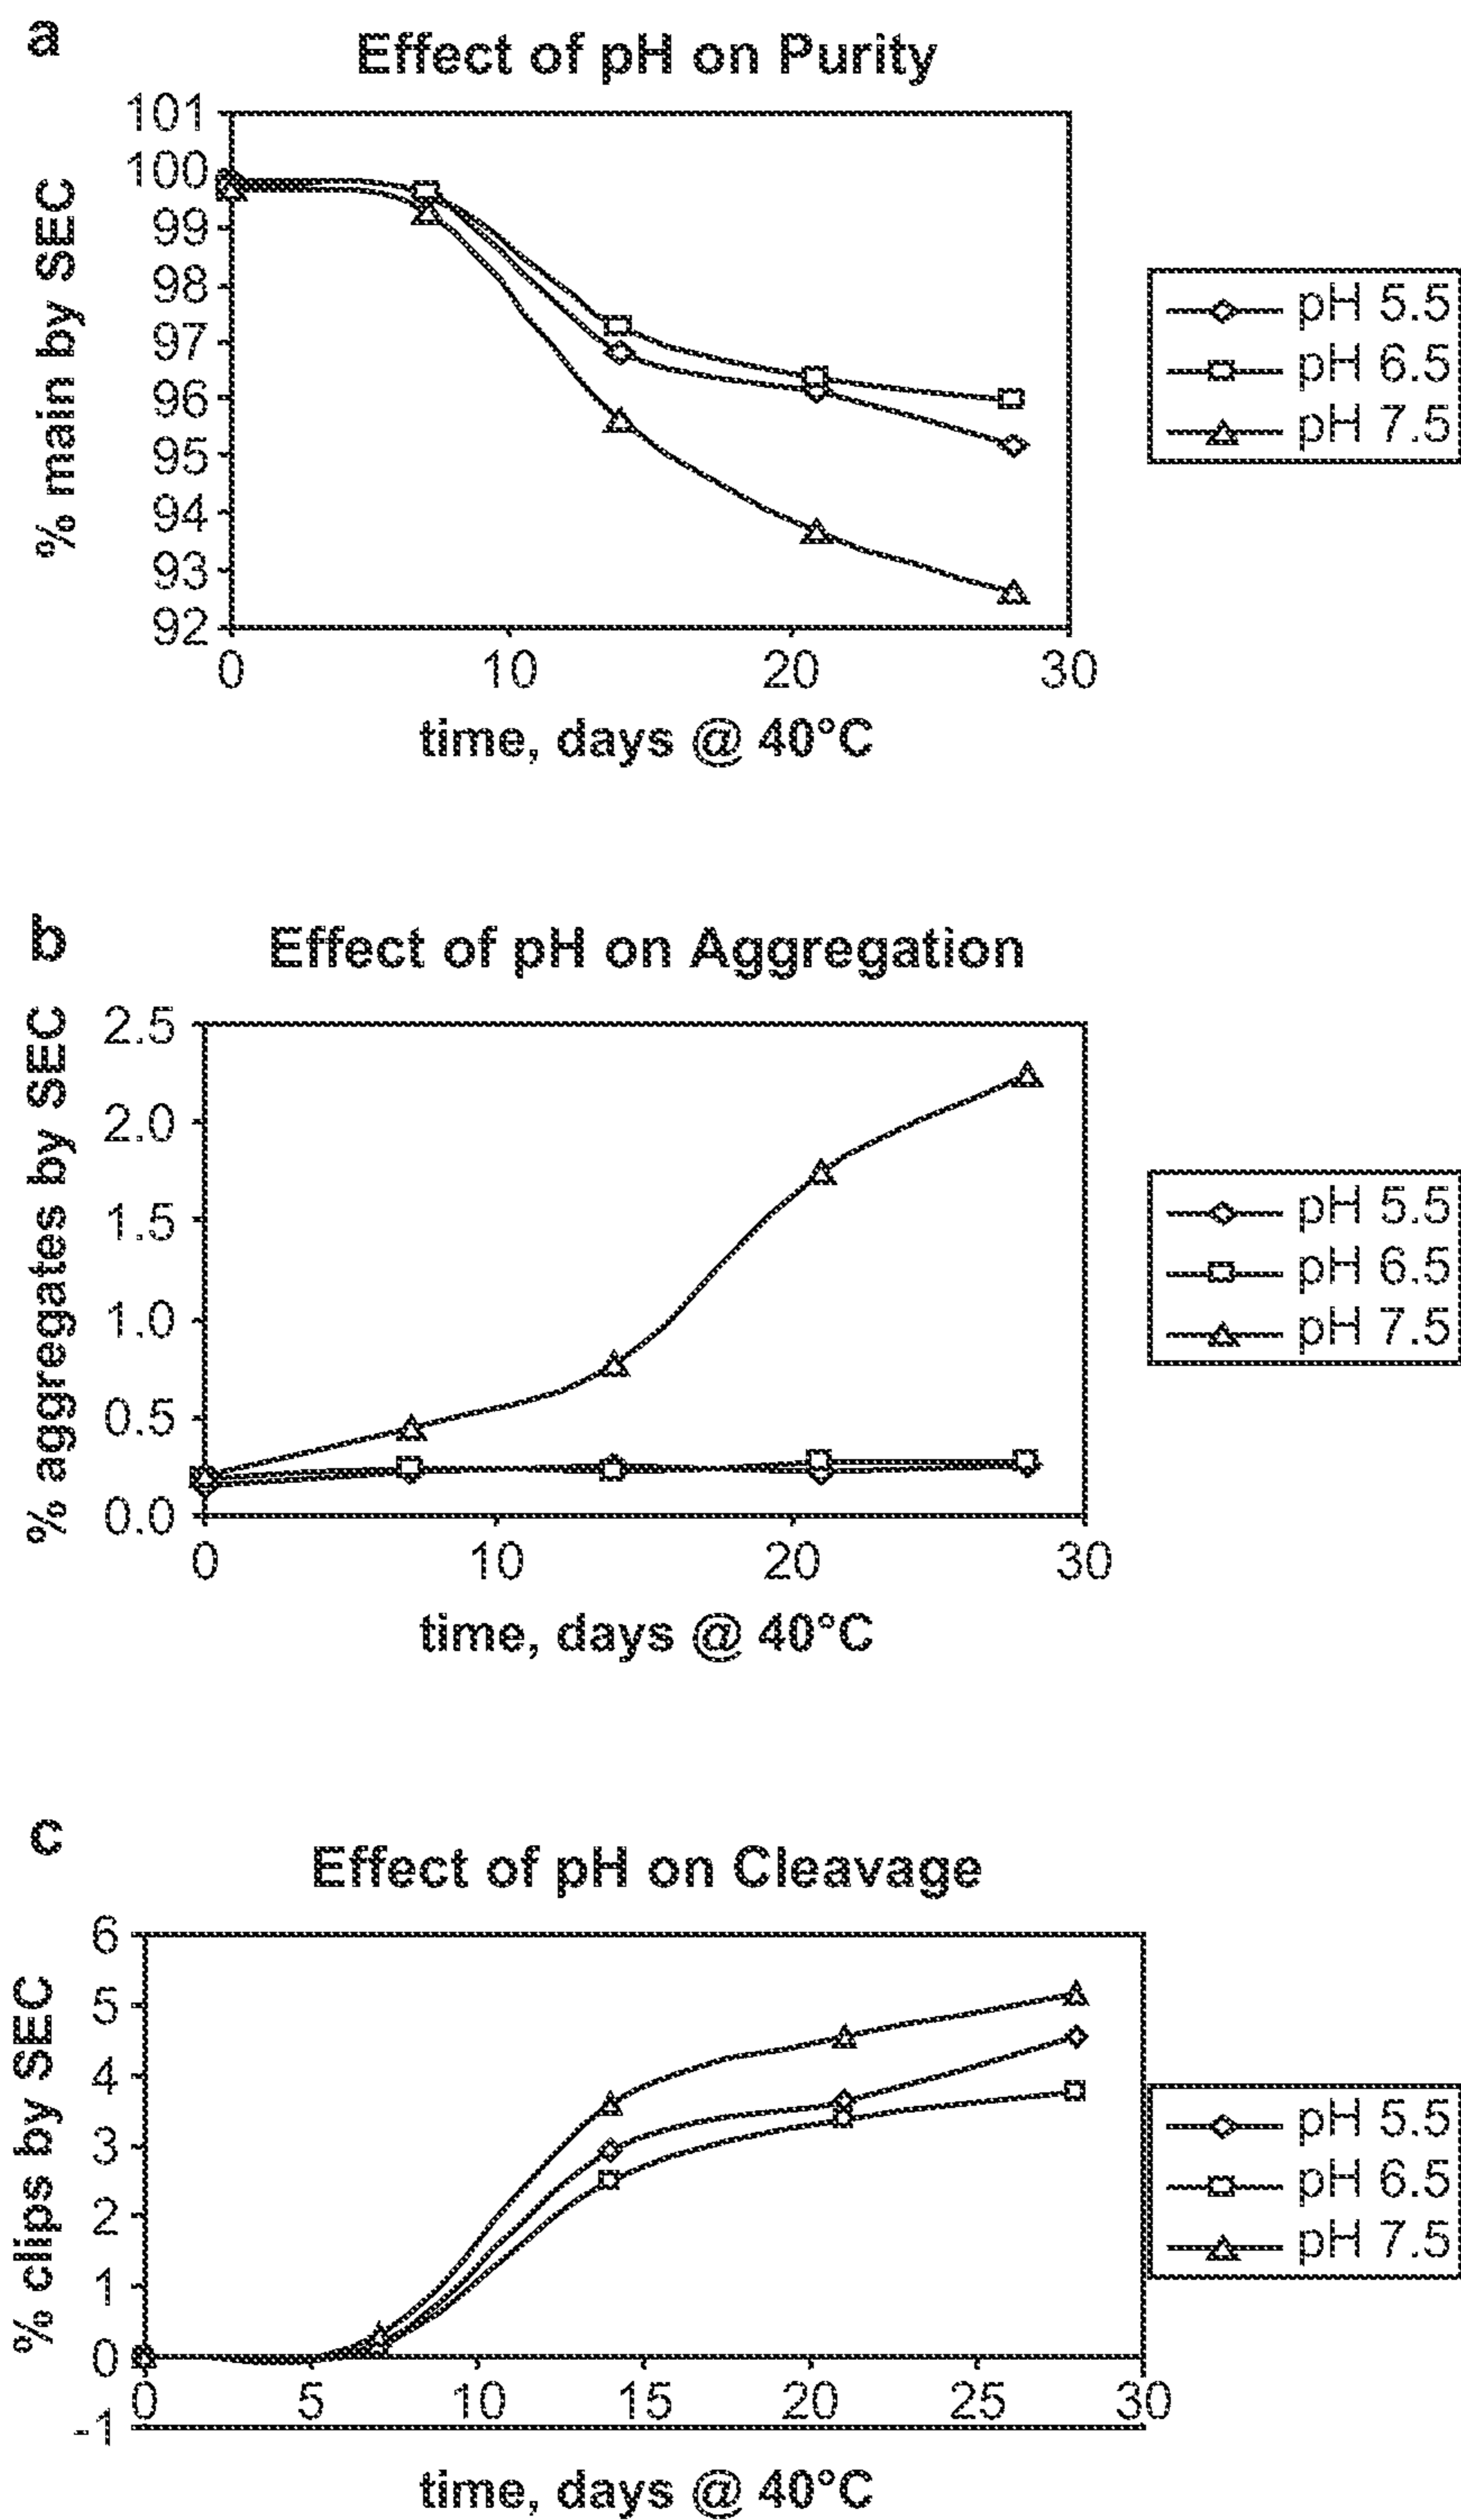 a
Effect of pH on Purity
% main by SEC
101
100
99
98
97
96
95
94
93
92
0 10 20 30
time, days @ 40°C
pH 5.5
pH 6.5
pH 7.5
b
Effect of pH on Aggregation
% aggregates by SEC
2.5
2.0
1.5
1.0
0.5
0.0
0 10 20 30
time, days @ 40°C
pH 5.5
pH 6.5
pH 7.5
c
Effect of pH on Cleavage
% clips by SEC
6
5
4
3
2
1
0
-1
0 5 10 15 20 25 30
time, days @ 40°C
pH 5.5
pH 6.5
pH 7.5